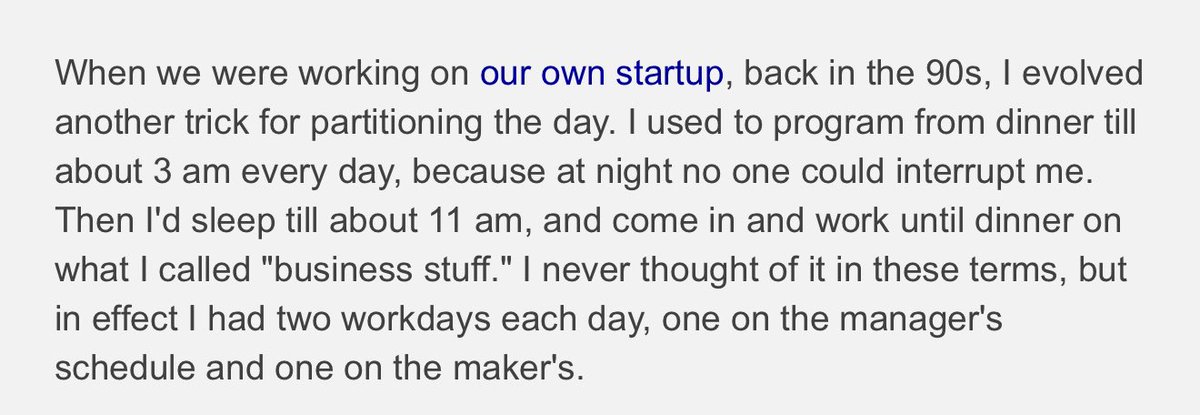 When we were working on our own startup, back in the 90s, I evolved
another trick for partitioning the day. I used to program from dinner till
about 3 am every day, because at night no one could interrupt me.
Then I'd sleep till about 11 am, and come in and work until dinner on
what I called "business stuff." I never thought of it in these terms, but
in effect I had two workdays each day, one on the manager's
schedule and one on the maker's.